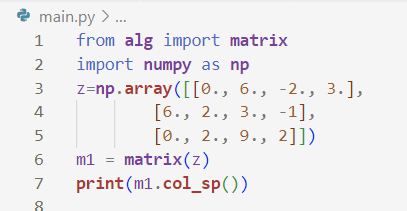 main.py > ...
1 from alg import matrix
2 import numpy as np
3 z=np.array([[0., 6., -2., 3.],
4 [6., 2., 3., -1],
5 [0., 2., 9., 2]])
6 m1 = matrix(z)
7 print(m1.col_sp())
8